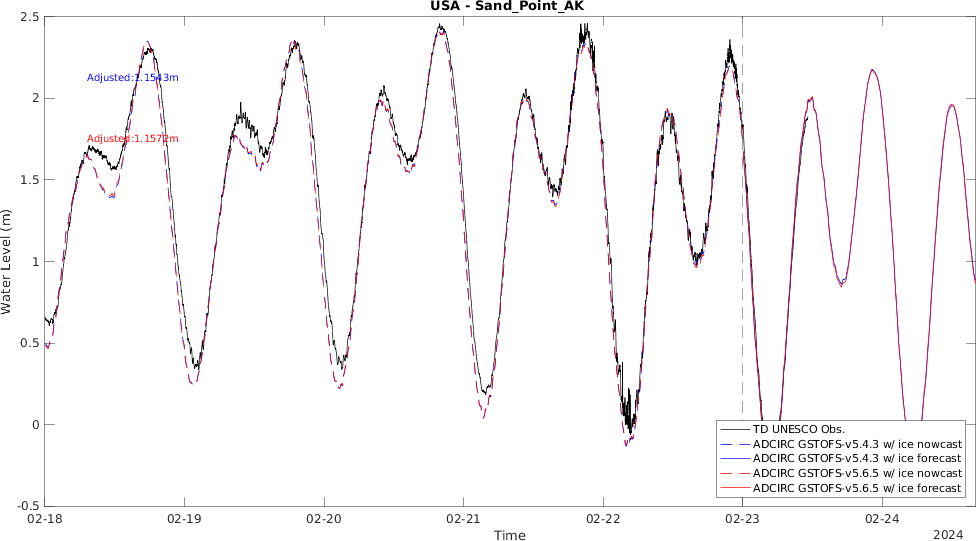 USA - Sand_Point_AK
2.5
2
1.5
1
0.5
0
-0.5
Water Level (m)
Adjusted:1.1543m
Adjusted:1.1572m
TD UNESCO Obs.
ADCIRC GSTOFS-v5.4.3 w/ ice nowcast
ADCIRC GSTOFS-v5.4.3 w/ ice forecast
ADCIRC GSTOFS-v5.6.5 w/ ice nowcast
ADCIRC GSTOFS-v5.6.5 w/ ice forecast
02-18 02-19 02-20 02-21 02-22 02-23 02-24
Time
2024